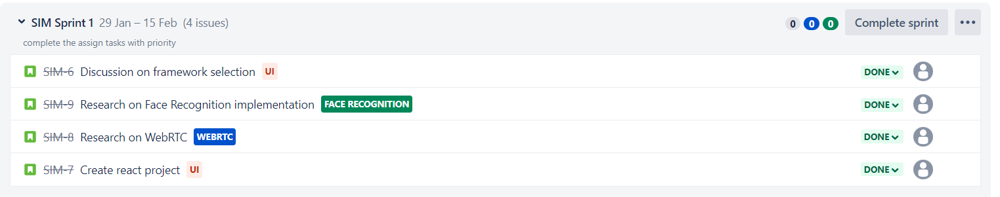 SIM Sprint 1 29 Jan – 15 Feb (4 issues) 0 0 0 Complete sprint
complete the assign tasks with priority
SIM-6 Discussion on framework selection UI DONE
SIM-9 Research on Face Recognition implementation FACE RECOGNITION DONE
SIM-8 Research on WebRTC WEBRTC DONE
SIM-7 Create react project UI DONE